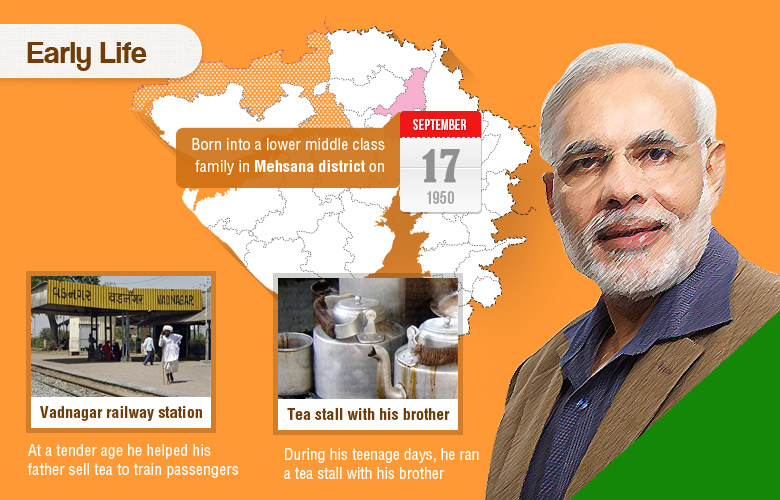 Early Life
Born into a lower middle class
family in Mehsana district on
SEPTEMBER
17
1950
વડનગર वडनगर VADNAGAR
Vadnagar railway station
At a tender age he helped his
father sell tea to train passengers
Tea stall with his brother
During his teenage days, he ran
a tea stall with his brother